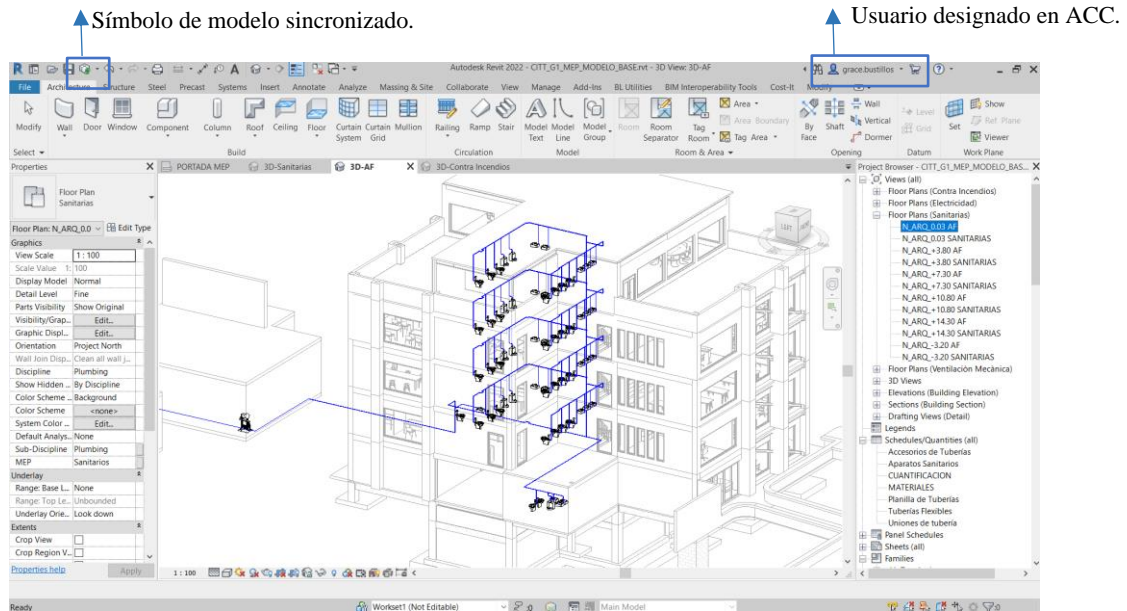 Símbolo de modelo sincronizado.
Usuario designado en ACC.
Autodesk Revit 2022 - CITT_G1_MEP_MODELO_BASE.rvt - 3D View: 3D-AF
grace.bustillos
File Architecture Structure Steel Precast Systems Insert Annotate Analyze Massing & Site Collaborate View Manage Add-Ins BL Utilities BIM Interoperability Tools Cost-It Modify
Modify
Wall
Door
Window
Component
Column
Roof
Ceiling
Floor
Curtain System
Curtain Grid
Mullion
Railing
Ramp
Stair
Model Text
Model Line
Model Group
Room
Room Separator
Tag Room
Area
Area Boundary
Tag Area
By Face
Shaft
Wall
Vertical
Dormer
Level
Grid
Set
Show
Ref Plane
Viewer
Select
Build
Circulation
Model
Room & Area
Opening
Datum
Work Plane
Properties
PORTADA MEP
3D-Sanitarias
3D-AF
3D-Contra Incendios
Project Browser - CITT_G1_MEP_MODELO_BAS...
Floor Plan
Sanitarias
Floor Plan: N_ARQ_0.0
Edit Type
Graphics
View Scale 1 : 100
Scale Value 1: 100
Display Model Normal
Detail Level Fine
Parts Visibility Show Original
Visibility/Grap... Edit...
Graphic Displ... Edit...
Orientation Project North
Wall Join Disp... Clean all wall j...
Discipline Plumbing
Show Hidden ... By Discipline
Color Scheme ... Background
Color Scheme <none>
System Color ... Edit...
Default Analys... None
Sub-Discipline Plumbing
MEP Sanitarios
Underlay
Range: Base L... None
Range: Top Le... Unbounded
Underlay Orie... Look down
Extents
Crop View
Crop Region V...
Properties help
Apply
LEFT
Views (all)
Floor Plans (Contra Incendios)
Floor Plans (Electricidad)
Floor Plans (Sanitarias)
N_ARQ_0.03 AF
N_ARQ_0.03 SANITARIAS
N_ARQ_+3.80 AF
N_ARQ_+3.80 SANITARIAS
N_ARQ_+7.30 AF
N_ARQ_+7.30 SANITARIAS
N_ARQ_+10.80 AF
N_ARQ_+10.80 SANITARIAS
N_ARQ_+14.30 AF
N_ARQ_+14.30 SANITARIAS
N_ARQ_-3.20 AF
N_ARQ_-3.20 SANITARIAS
Floor Plans (Ventilación Mecánica)
3D Views
Elevations (Building Elevation)
Sections (Building Section)
Drafting Views (Detail)
Legends
Schedules/Quantities (all)
Accesorios de Tuberías
Aparatos Sanitarios
CUANTIFICACION
MATERIALES
Planilla de Tuberías
Tuberías Flexibles
Uniones de tubería
Panel Schedules
Sheets (all)
Families
1 : 100
Ready
Workset1 (Not Editable)
:0
Main Model
:0